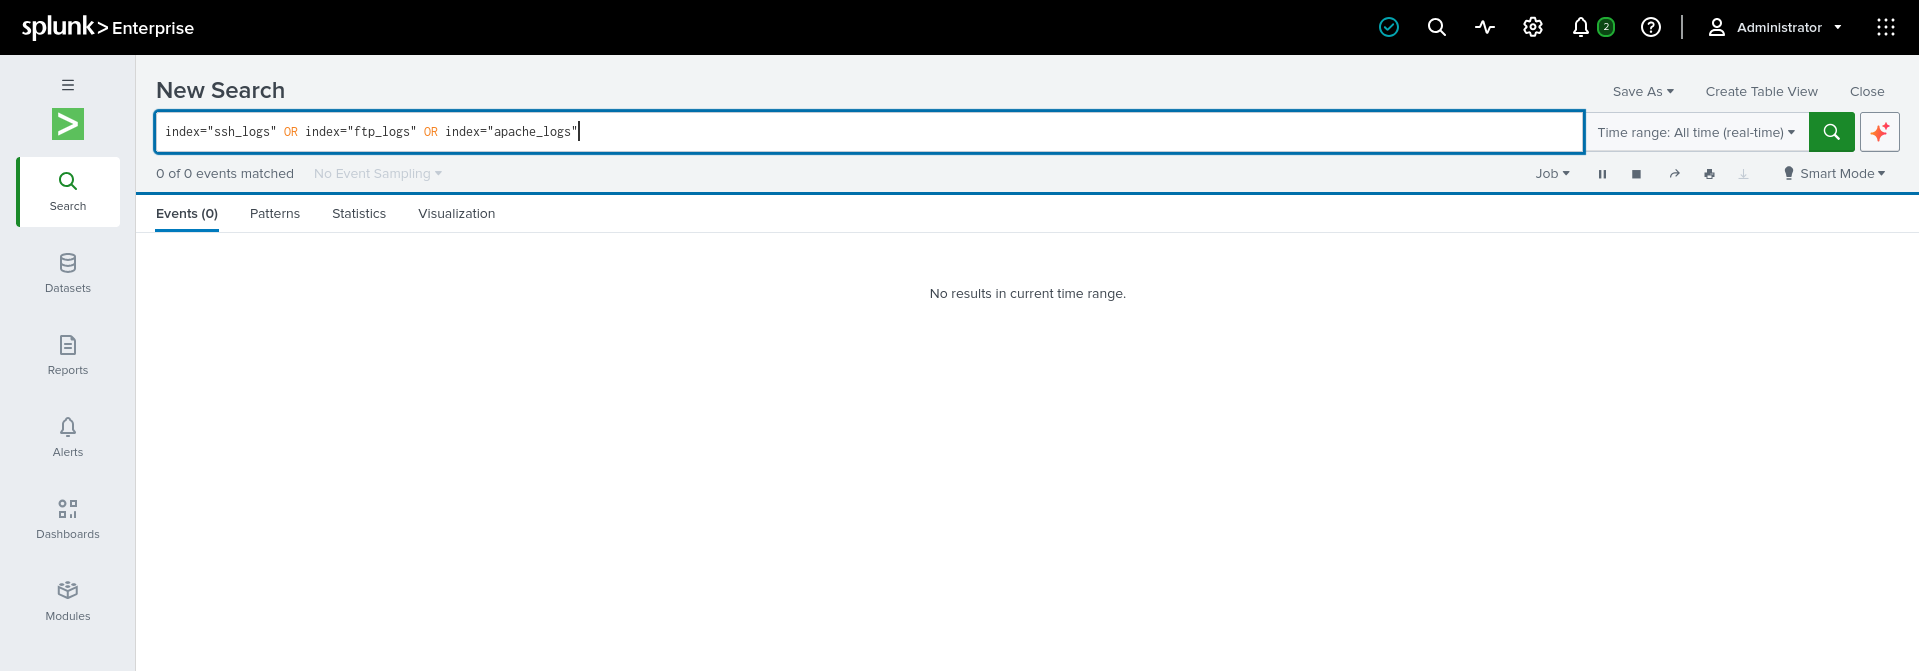 splunk> Enterprise
2
Administrator
New Search
Save As
Create Table View
Close
index="ssh_logs" OR index="ftp_logs" OR index="apache_logs"
Time range: All time (real-time)
0 of 0 events matched
No Event Sampling
Job
Smart Mode
Events (0)
Patterns
Statistics
Visualization
No results in current time range.
Search
Datasets
Reports
Alerts
Dashboards
Modules